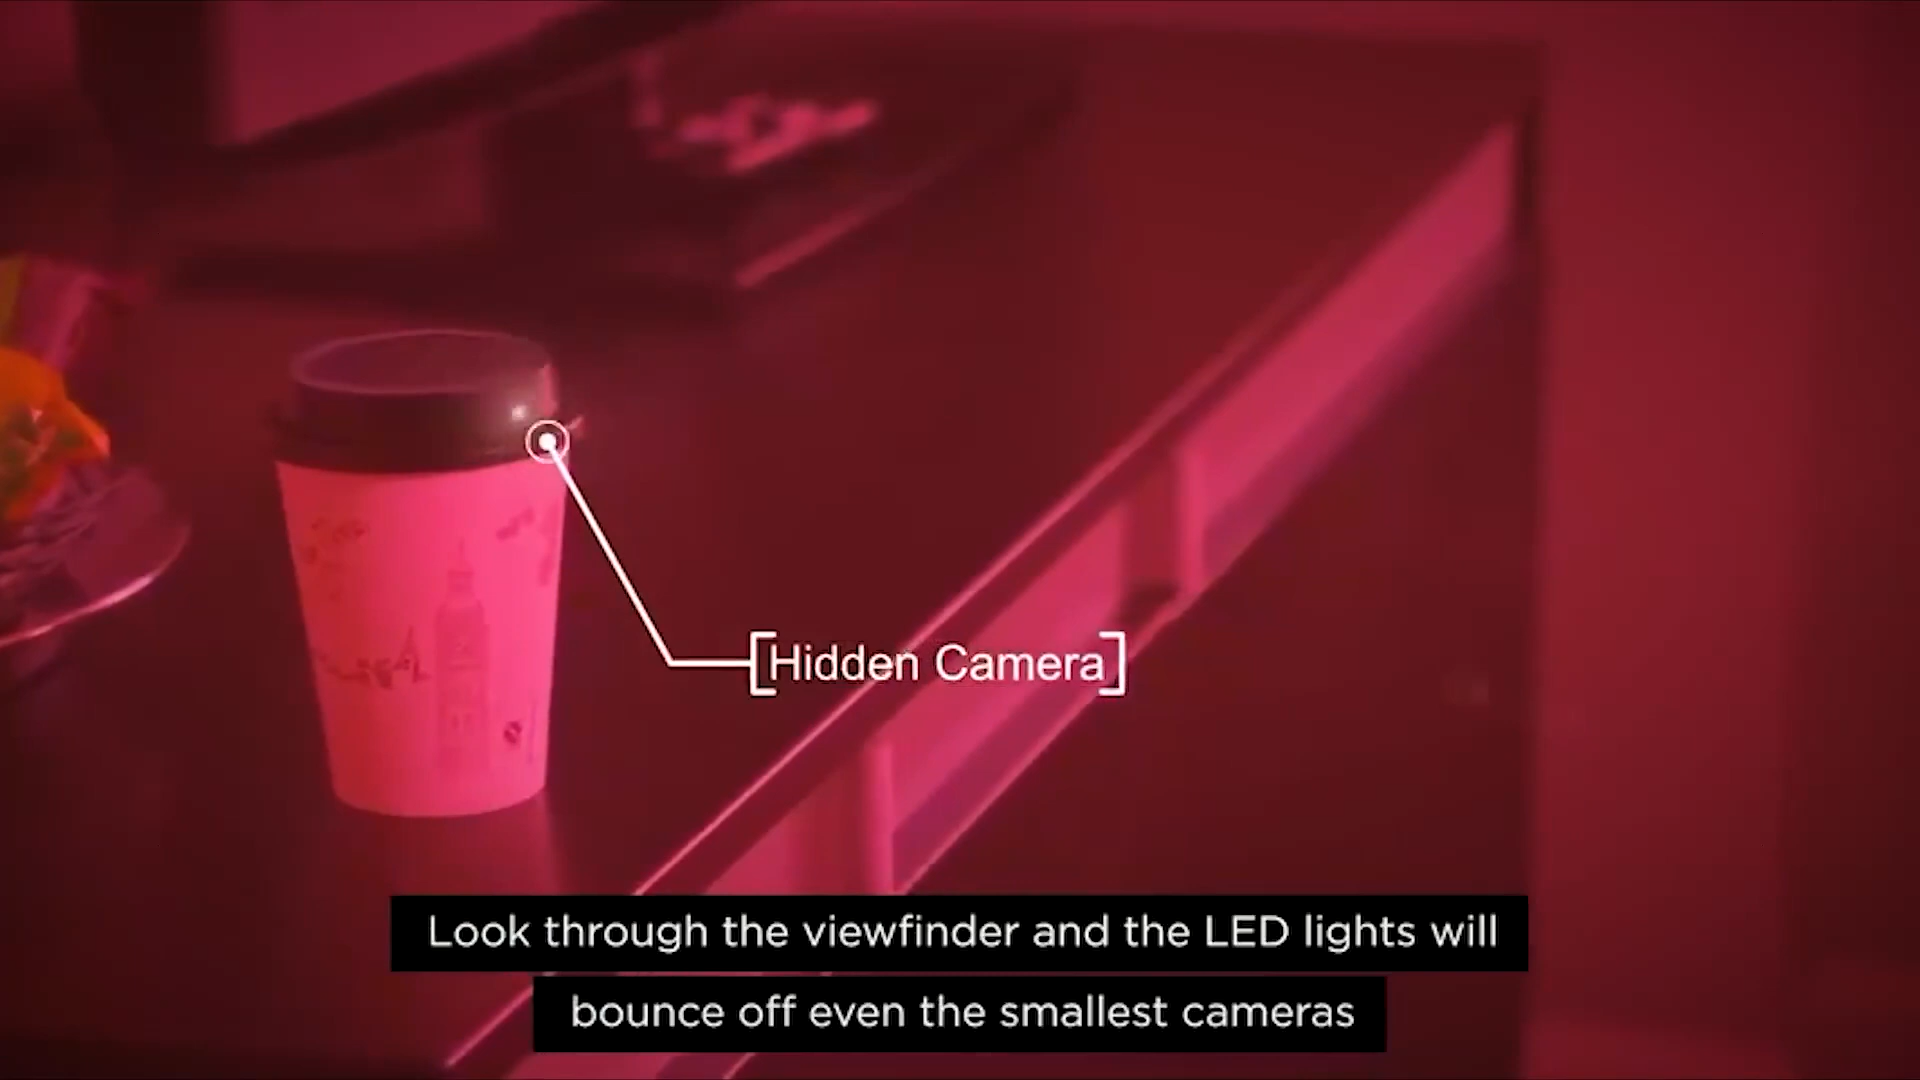 [Hidden Camera]
Look through the viewfinder and the LED lights will
bounce off even the smallest cameras